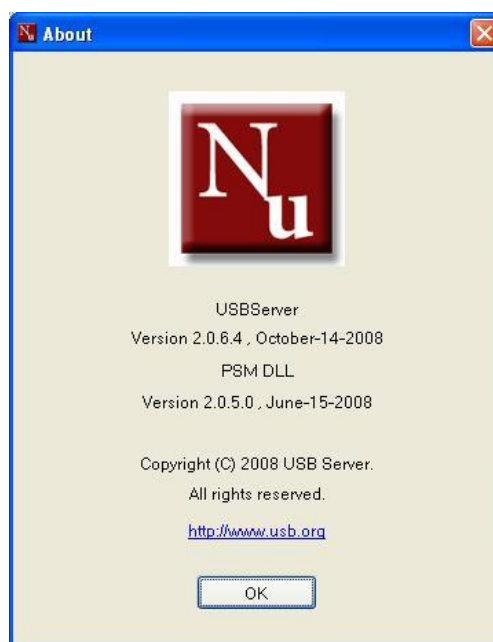 About
Nu
USBServer
Version 2.0.6.4 , October-14-2008
PSM DLL
Version 2.0.5.0 , June-15-2008
Copyright (C) 2008 USB Server.
All rights reserved.
http://www.usb.org
OK